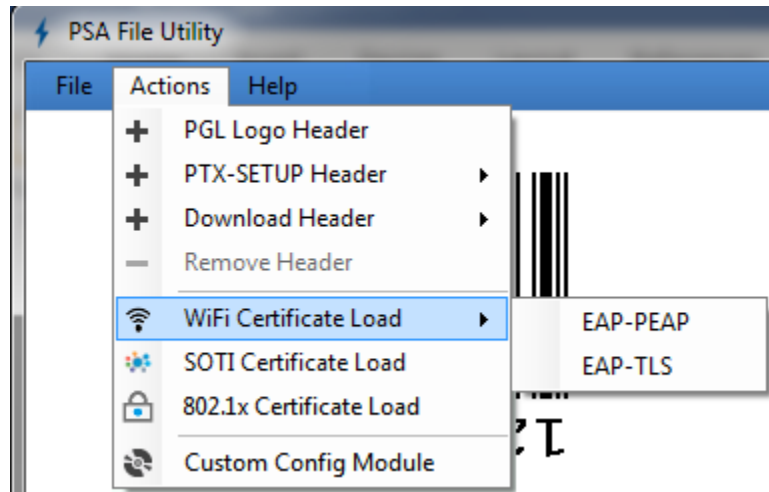 PSA File Utility
File Actions Help
PGL Logo Header
PTX-SETUP Header
Download Header
Remove Header
WiFi Certificate Load
EAP-PEAP
EAP-TLS
SOTI Certificate Load
802.1x Certificate Load
Custom Config Module